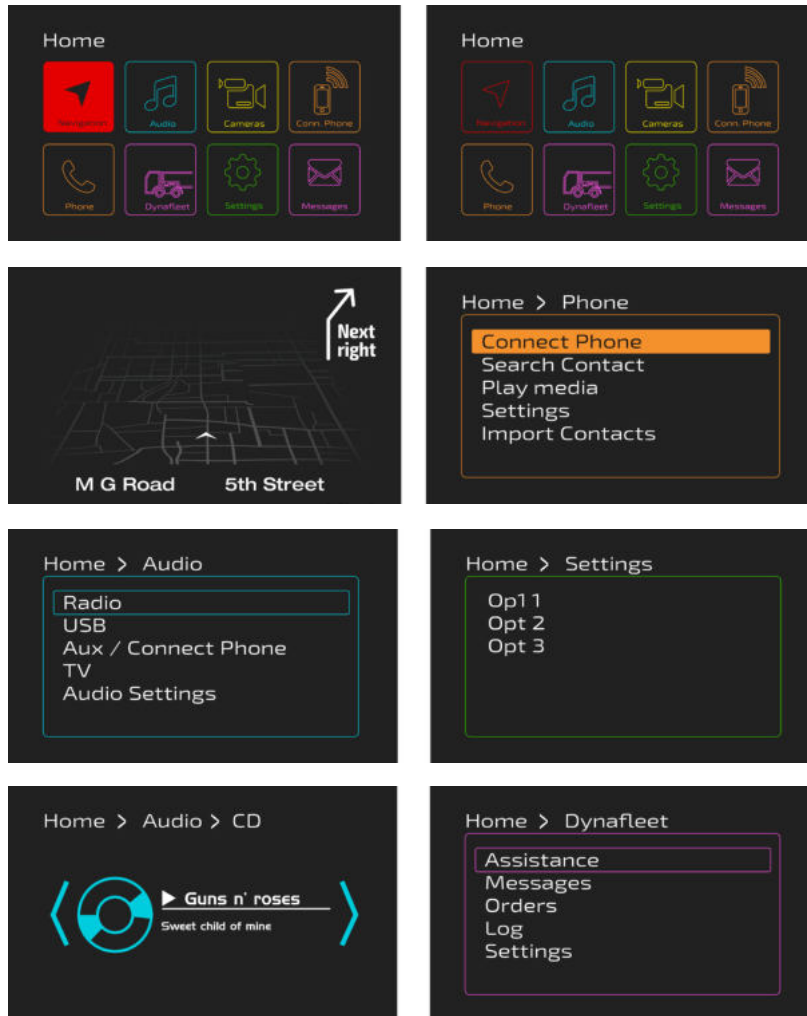 Home
Navigation Audio Cameras Conn. Phone
Phone Dynafleet Settings Messages
Home
Navigation Audio Cameras Conn. Phone
Phone Dynafleet Settings Messages
Next
right
M G Road 5th Street
Home > Phone
Connect Phone
Search Contact
Play media
Settings
Import Contacts
Home > Audio
Radio
USB
Aux / Connect Phone
TV
Audio Settings
Home > Settings
Op1 1
Opt 2
Opt 3
Home > Audio > CD
Guns n' roses
Sweet child of mine
Home > Dynafleet
Assistance
Messages
Orders
Log
Settings